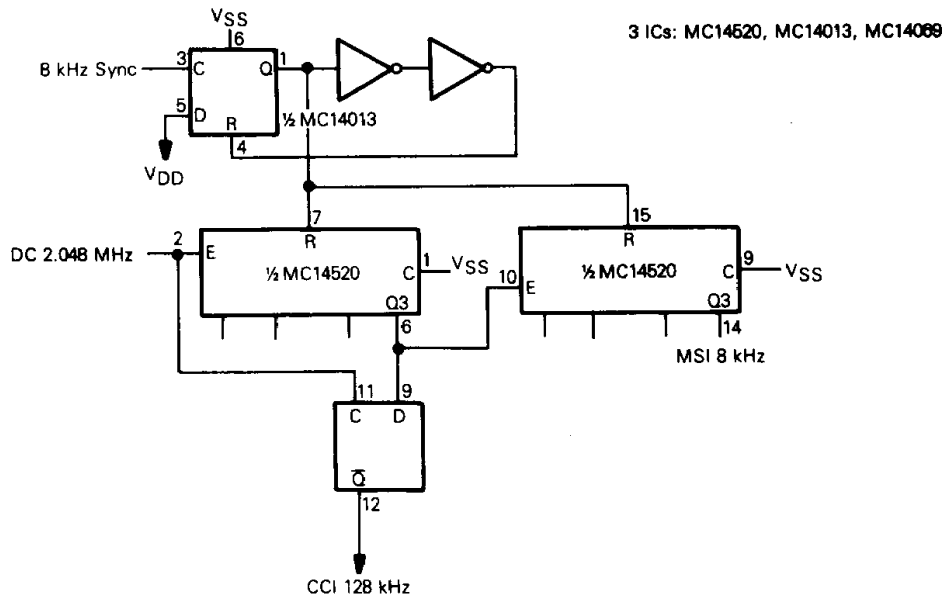 VSS
3 ICs: MC14520, MC14013, MC14069
6
8 kHz Sync
3
C
Q
1
5
D
R
½ MC14013
4
VDD
7
15
DC 2.048 MHz
2
E
R
½ MC14520
C
1
VSS
Q3
6
10
E
R
½ MC14520
C
9
VSS
Q3
14
MSI 8 kHz
11
9
C
D
Q̅
12
CCI 128 kHz